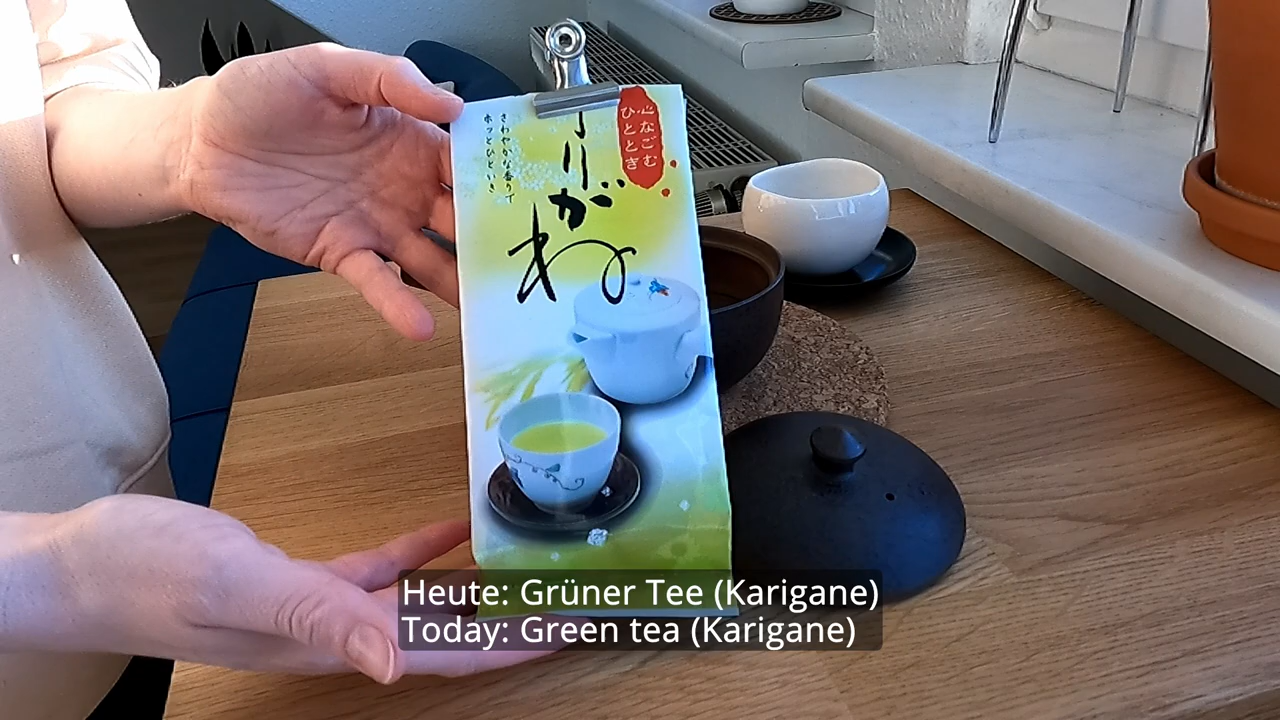 心なごむ
ひととき
りがね
さわやかな香りで
ホッとひといき
Heute: Grüner Tee (Karigane)
Today: Green tea (Karigane)